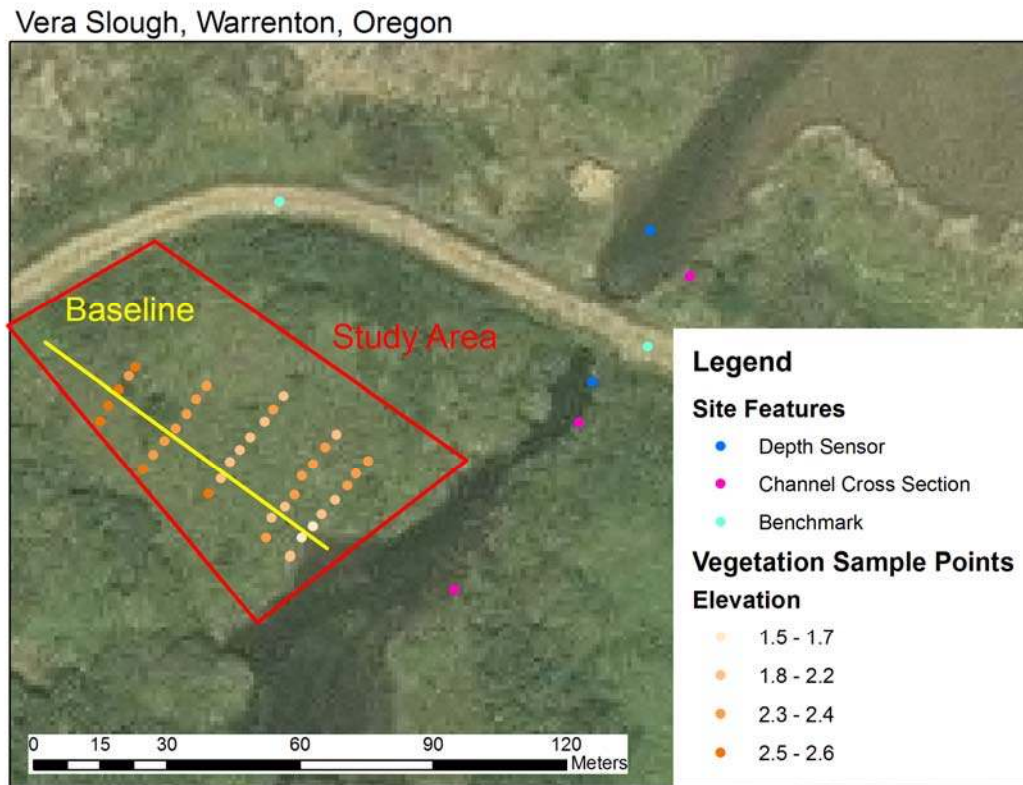 Vera Slough, Warrenton, Oregon
Baseline
Study Area
Legend
Site Features
Depth Sensor
Channel Cross Section
Benchmark
Vegetation Sample Points
Elevation
1.5 - 1.7
1.8 - 2.2
2.3 - 2.4
2.5 - 2.6
0 15 30 60 90 120
Meters